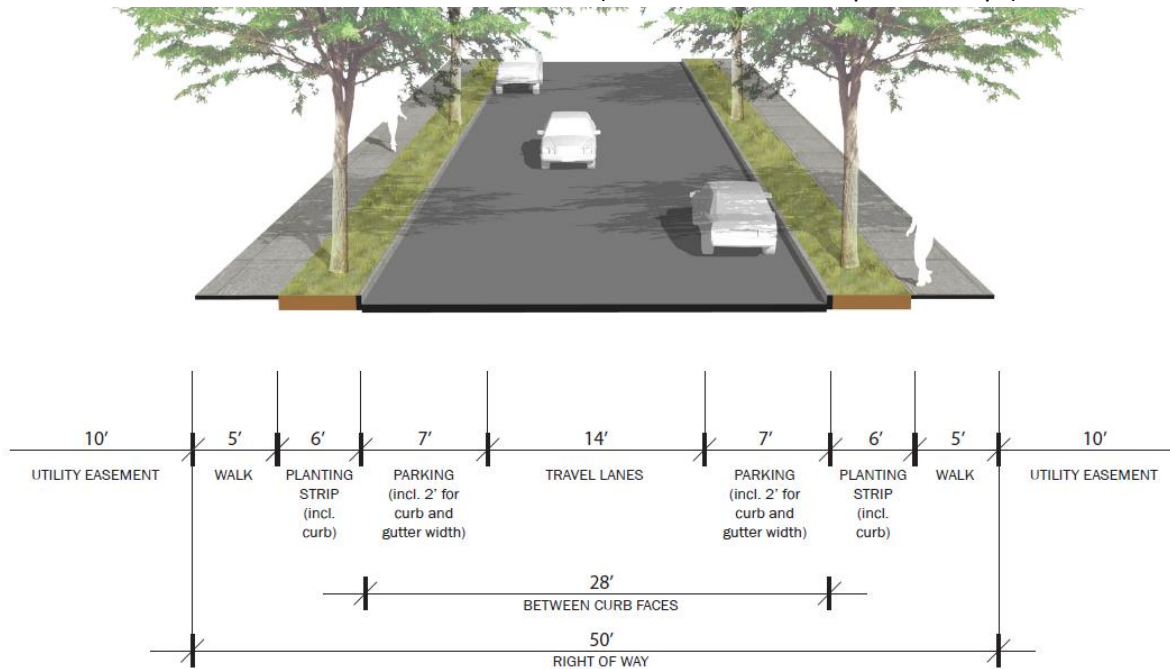 10’ 5’ 6’ 7’ 14’ 7’ 6’ 5’ 10’
UTILITY EASEMENT WALK PLANTING PARKING TRAVEL LANES PARKING PLANTING WALK UTILITY EASEMENT
STRIP (incl. 2’ for (incl. 2’ for STRIP
(incl. curb and curb and (incl.
curb) gutter width) gutter width) curb)
28’
BETWEEN CURB FACES
50’
RIGHT OF WAY